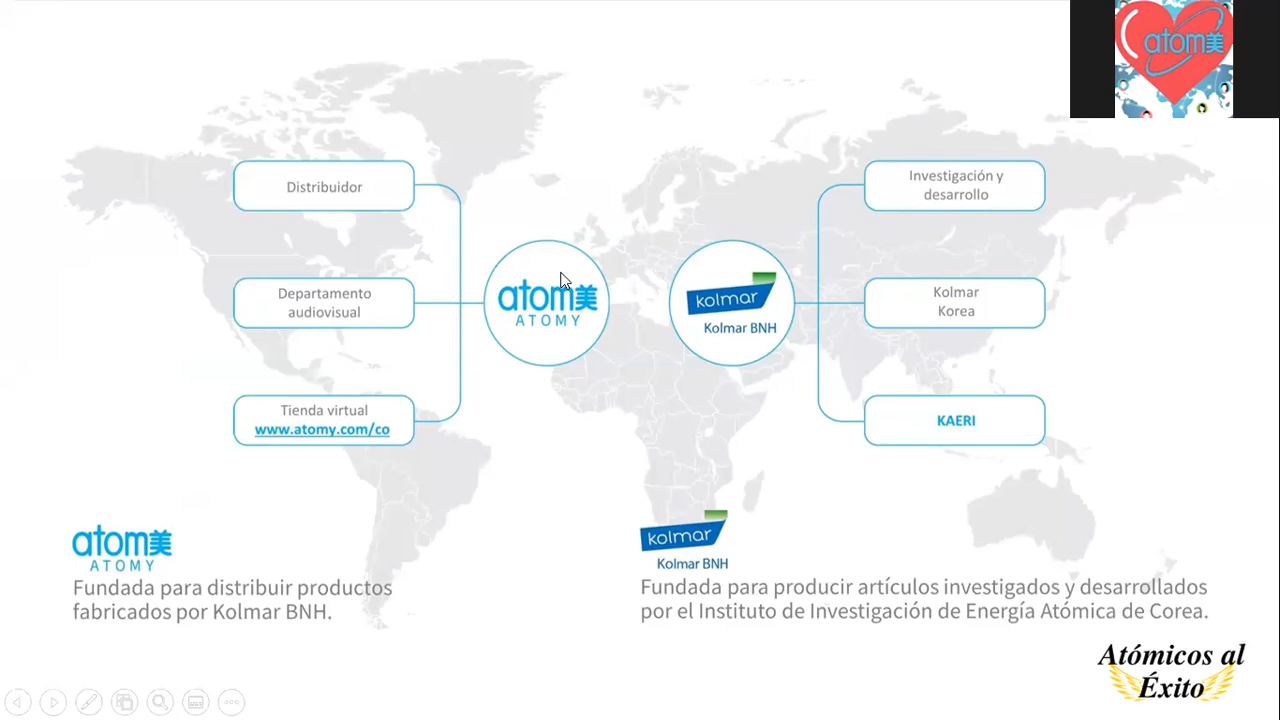 atom美
Distribuidor
Departamento
audiovisual
Tienda virtual
www.atomy.com/co
atom美
ATOMY
kolmar
Kolmar BNH
Investigación y
desarrollo
Kolmar
Korea
KAERI
atom美
ATOMY
Fundada para distribuir productos
fabricados por Kolmar BNH.
kolmar
Kolmar BNH
Fundada para producir artículos investigados y desarrollados
por el Instituto de Investigación de Energía Atómica de Corea.
Atómicos al
Éxito